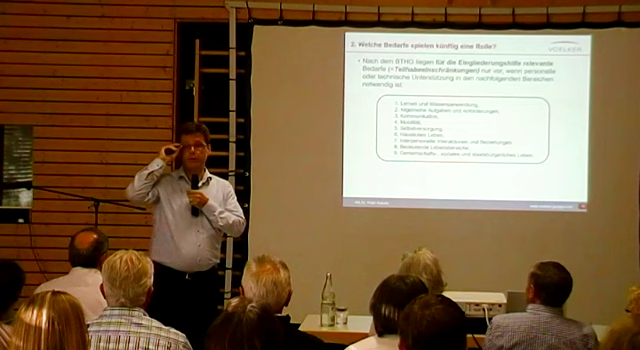 2. Welche Bedarfe spielen künftig eine Rolle?
VOELKER
• Nach dem BTHG liegen für die Eingliederungshilfe relevante
Bedarfe (=Teilhabeeinschränkungen) nur vor, wenn personelle
oder technische Unterstützung in den nachfolgenden Bereichen
notwendig ist:
1. Lernen und Wissensanwendung,
2. Allgemeine Aufgaben und Anforderungen,
3. Kommunikation,
4. Mobilität,
5. Selbstversorgung,
6. Häusliches Leben,
7. Interpersonelle Interaktionen und Beziehungen,
8. Bedeutende Lebensbereiche,
9. Gemeinschafts-, soziales und staatsbürgerliches Leben.